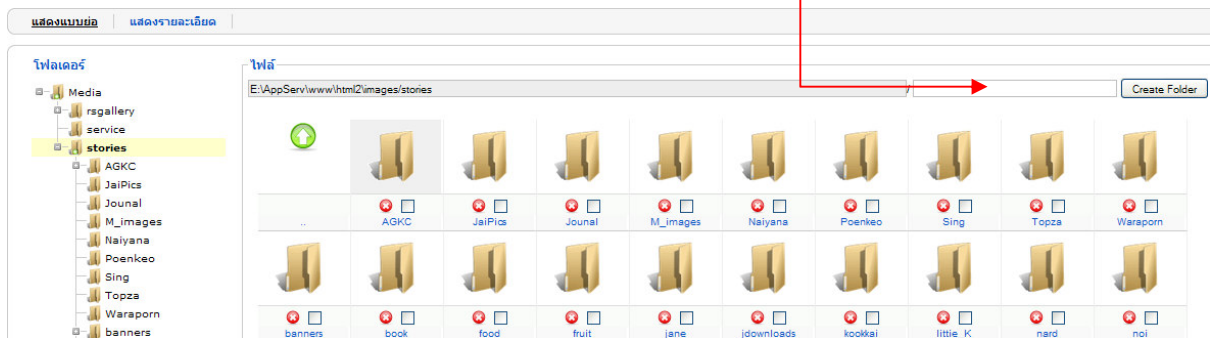 แสดงแบบย่อ แสดงรายละเอียด
โฟลเดอร์
Media
rsgallery
service
stories
AGKC
JaiPics
Jounal
M_images
Naiyana
Poenkeo
Sing
Topza
Waraporn
banners
ไฟล์
E:\AppServ\www\html2\images/stories / Create Folder
.. AGKC JaiPics Jounal M_images Naiyana Poenkeo Sing Topza Waraporn
banners book food fruit jane jdownloads kookkai little_K nard noi